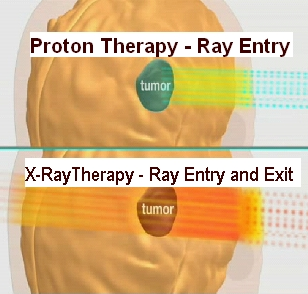 Proton Therapy - Ray Entry
tumor
X-RayTherapy - Ray Entry and Exit
tumor